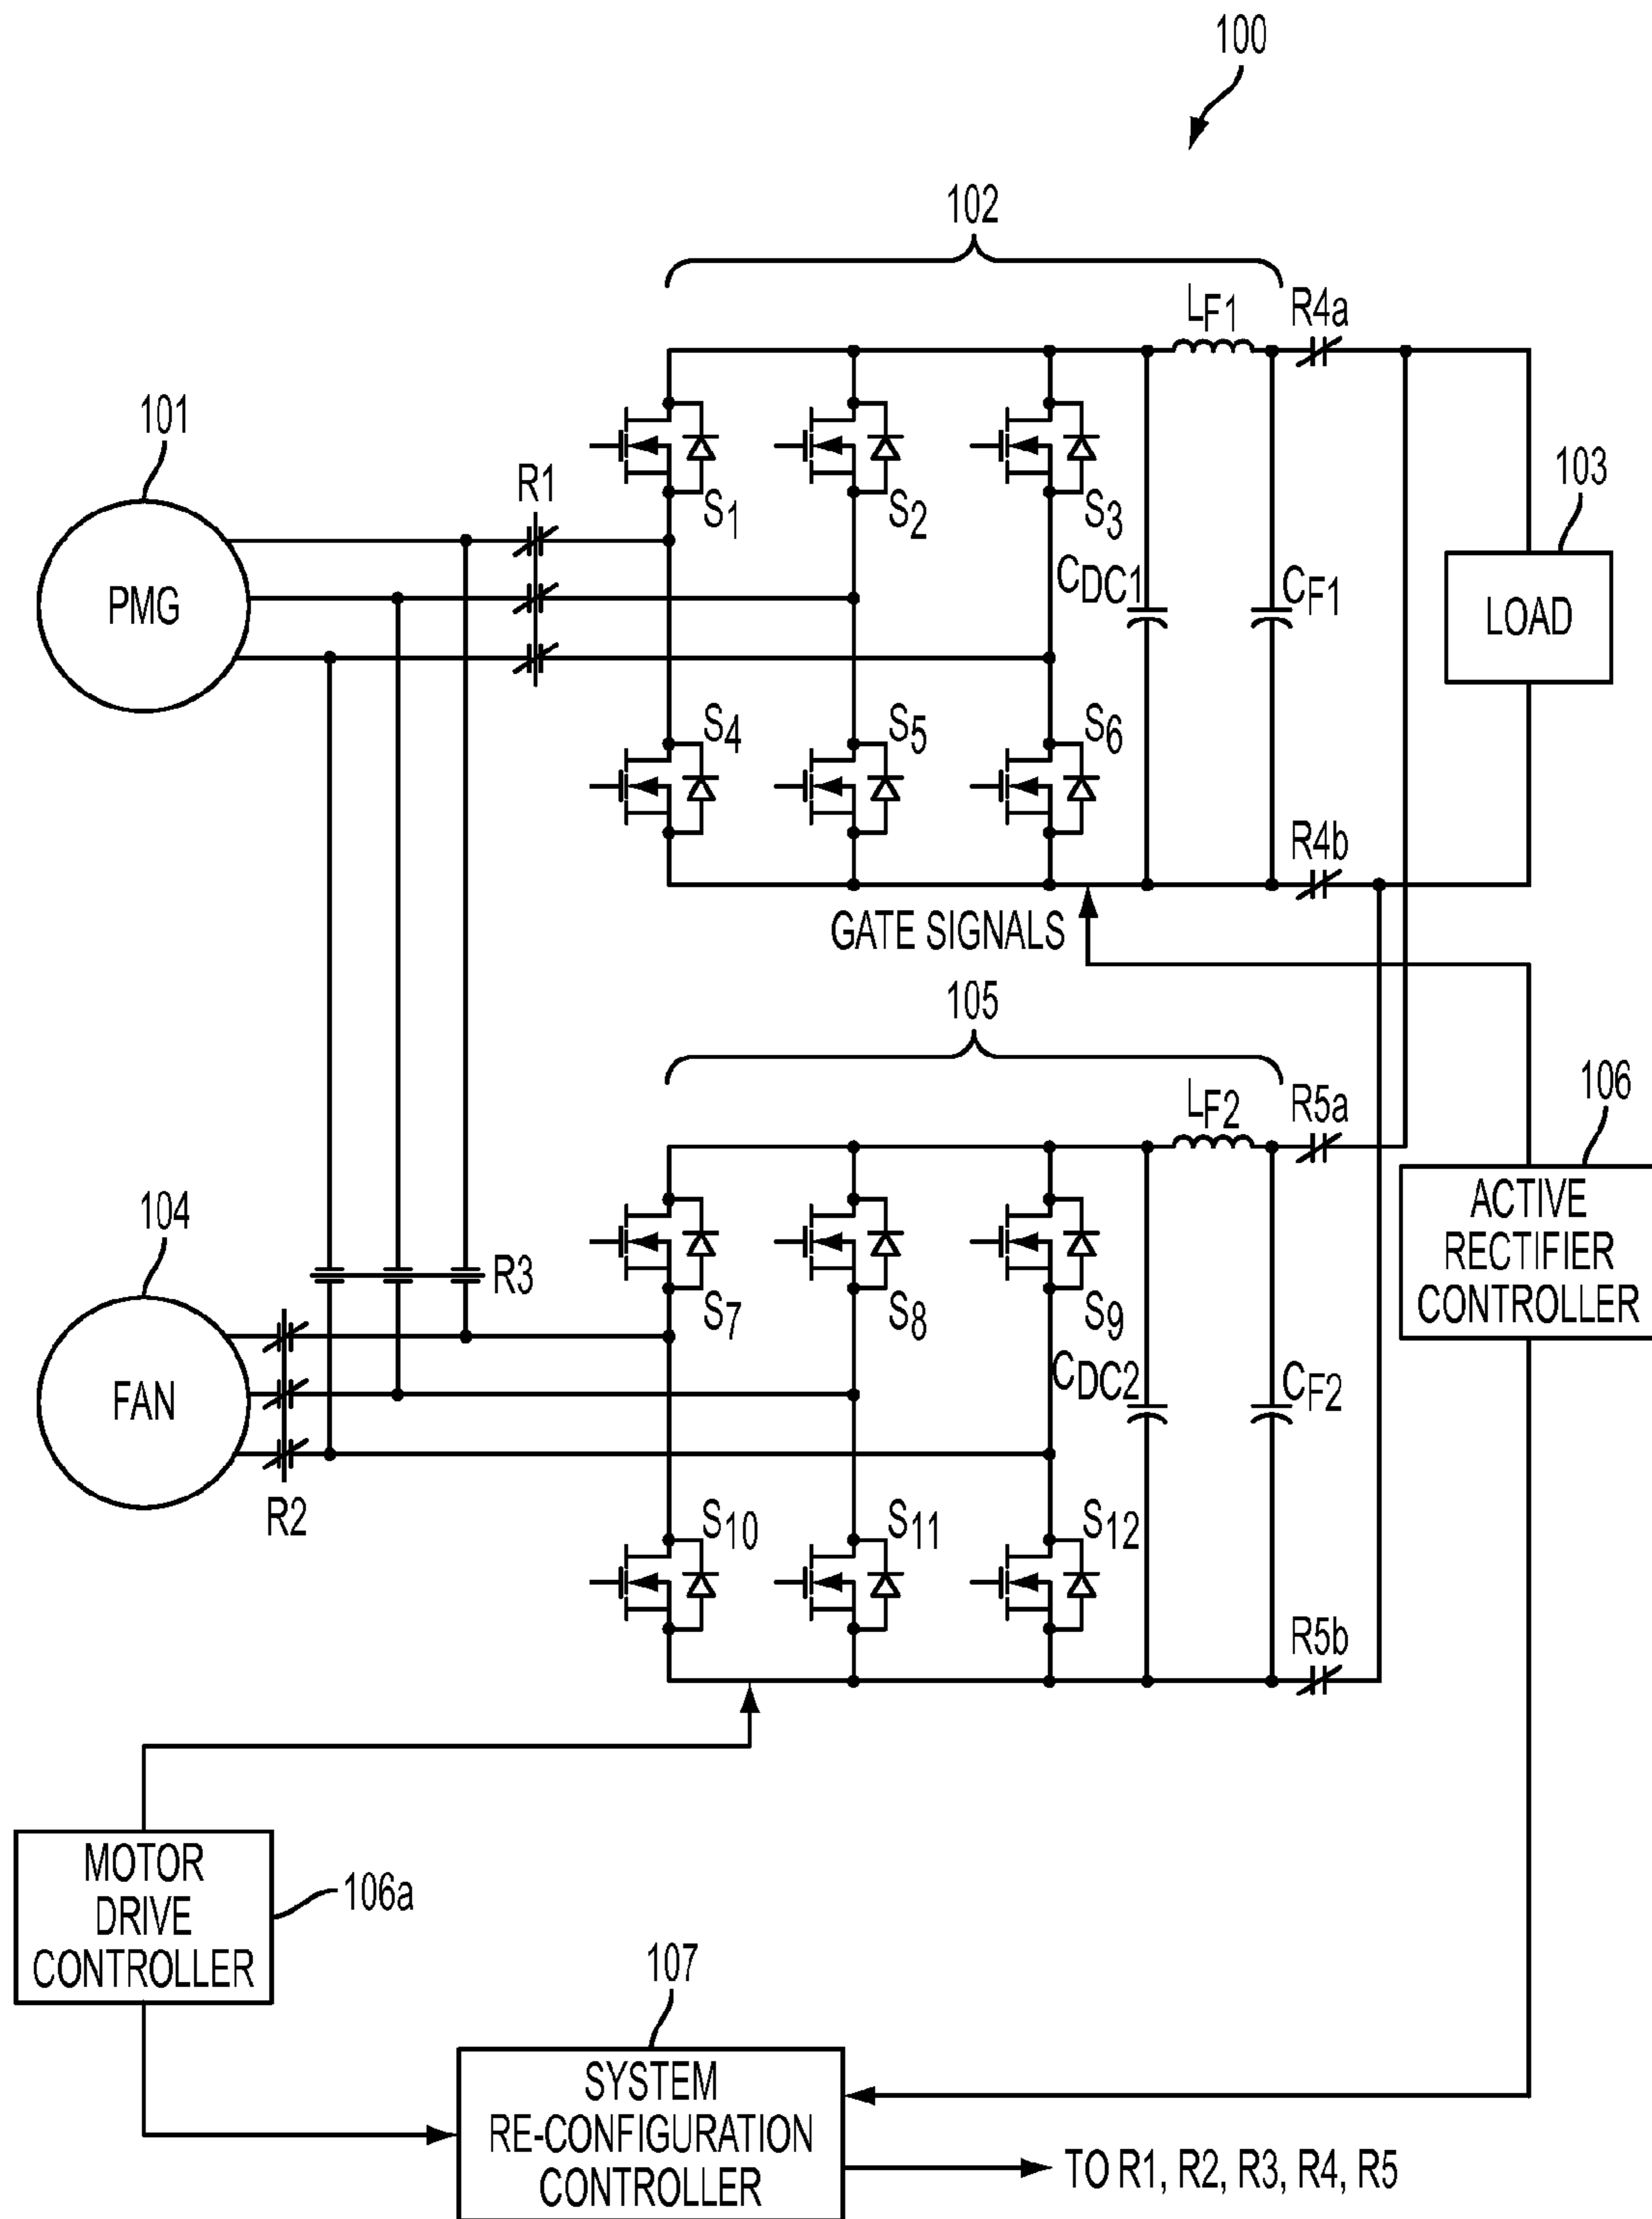 100
102
LF1
R4a
101
R1
S1
S2
S3
103
PMG
CDC1
CF1
LOAD
S4
S5
S6
R4b
GATE SIGNALS
105
LF2
R5a
106
104
R3
S7
S8
S9
ACTIVE
RECTIFIER
CONTROLLER
FAN
CDC2
CF2
R2
S10
S11
S12
R5b
MOTOR
DRIVE
CONTROLLER
106a
107
SYSTEM
RE-CONFIGURATION
CONTROLLER
TO R1, R2, R3, R4, R5